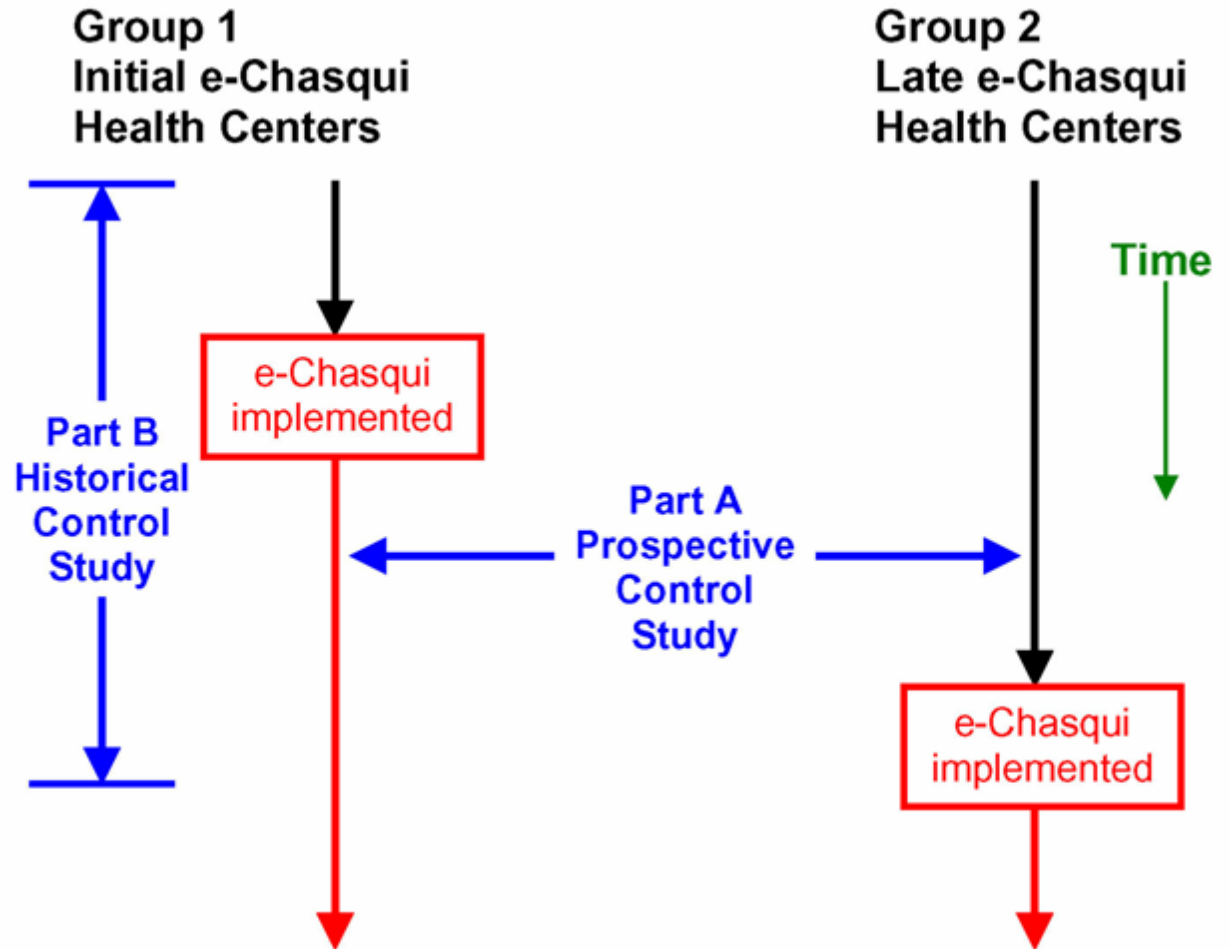 Group 1
Initial e-Chasqui
Health Centers
Group 2
Late e-Chasqui
Health Centers
Time
e-Chasqui
implemented
Part B
Historical
Control
Study
Part A
Prospective
Control
Study
e-Chasqui
implemented